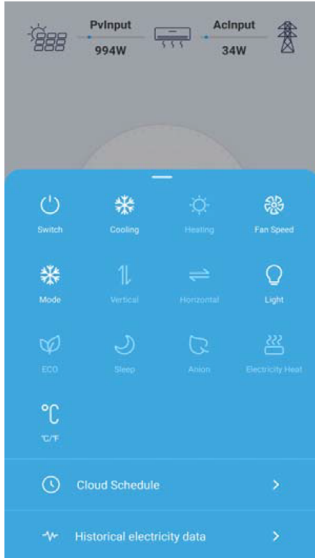 PvInput
AcInput
994W
34W
Switch
Cooling
Heating
Fan Speed
Mode
Vertical
Horizontal
Light
ECO
Sleep
Anion
Electricity Heat
°C
°C/°F
Cloud Schedule
Historical electricity data